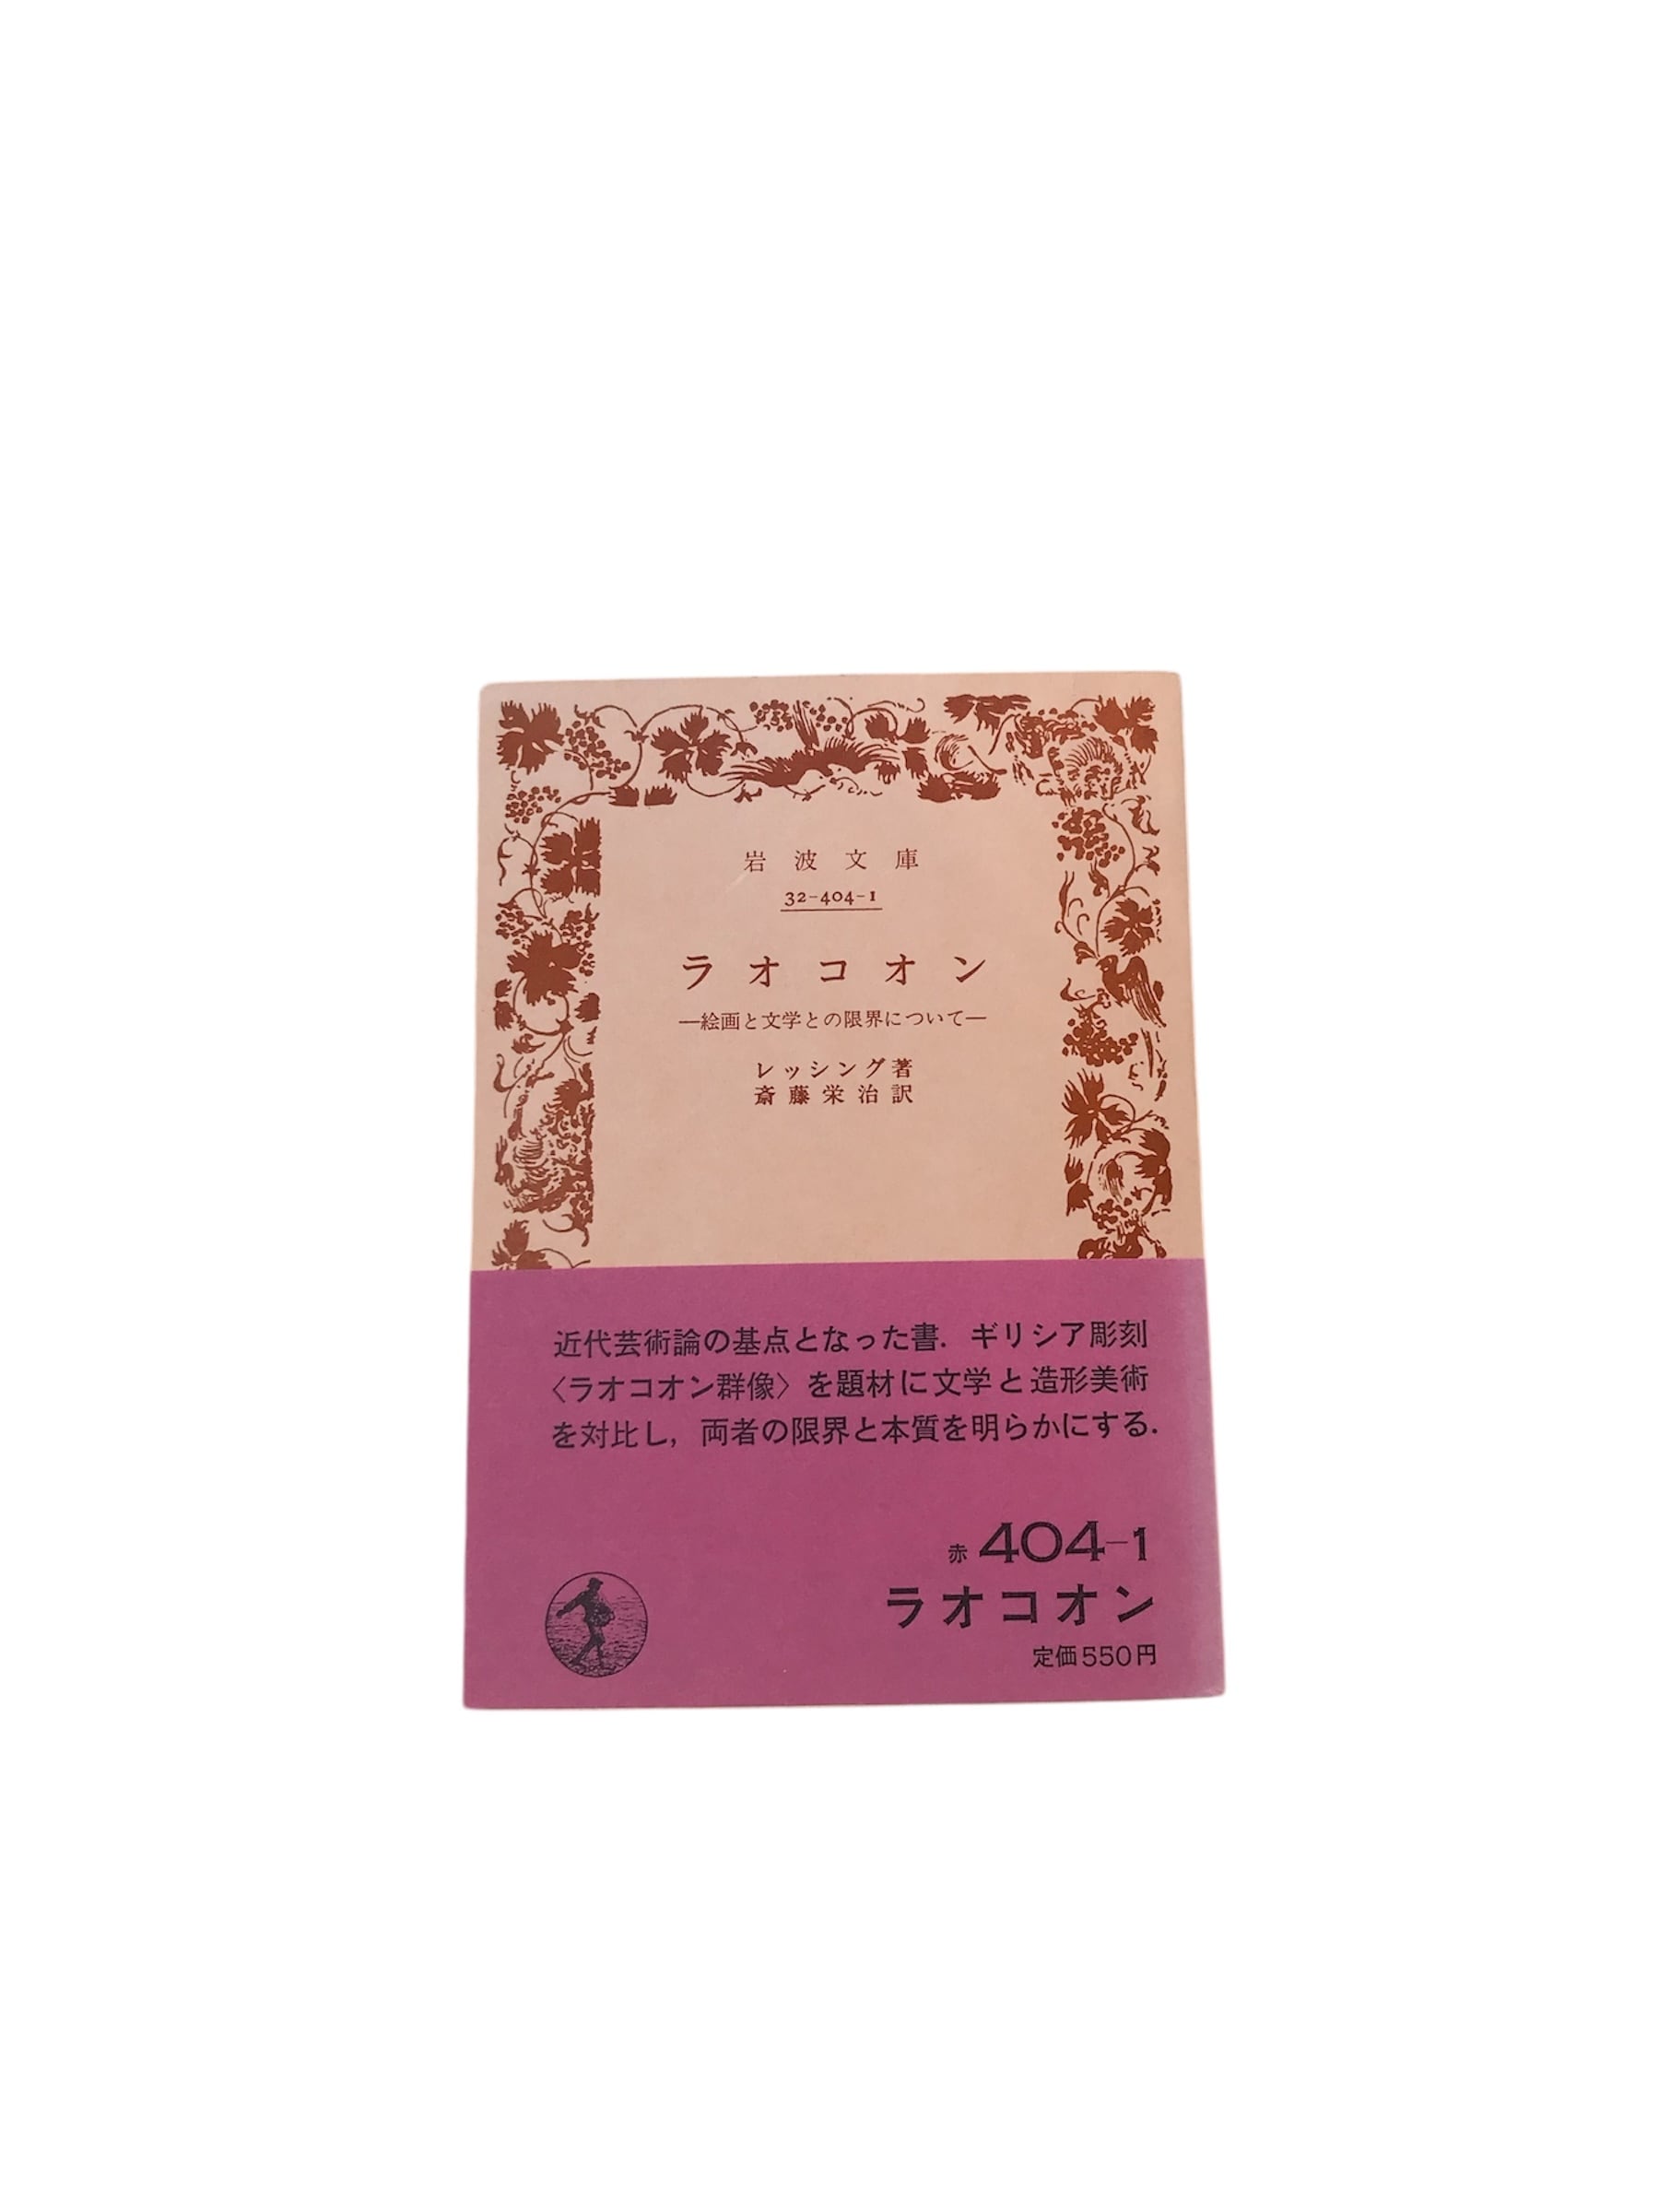 岩波文庫
32-404-1
ラオコオン
―絵画と文学との限界について―
レッシング著
斎藤栄治訳
近代芸術論の基点となった書．ギリシア彫刻
〈ラオコオン群像〉を題材に文学と造形美術
を対比し，両者の限界と本質を明らかにする．
赤 404-1
ラオコオン
定価550円